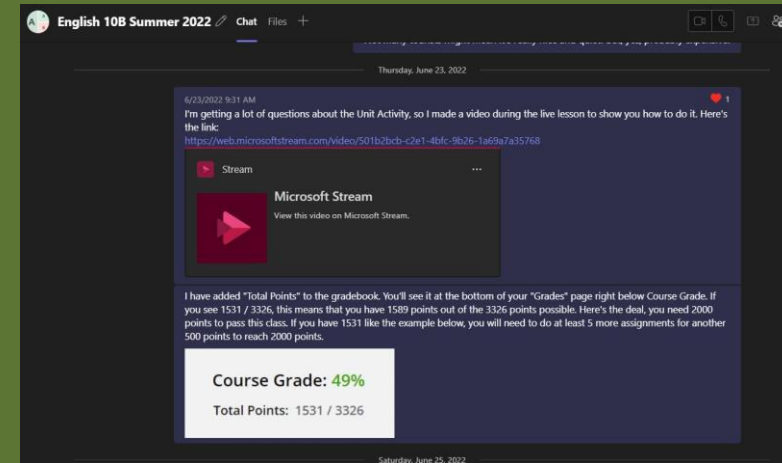 English 10B Summer 2022 Chat Files
Thursday, June 23, 2022
6/23/2022 9:31 AM
1
I'm getting a lot of questions about the Unit Activity, so I made a video during the live lesson to show you how to do it. Here's
the link:
https://web.microsoftstream.com/video/501b2bcb-c2e1-4bfc-9b26-1a69a7a35768
Stream
Microsoft Stream
View this video on Microsoft Stream.
I have added "Total Points" to the gradebook. You'll see it at the bottom of your "Grades" page right below Course Grade. If
you see 1531 / 3326, this means that you have 1589 points out of the 3326 points possible. Here's the deal, you need 2000
points to pass this class. If you have 1531 like the example below, you will need to do at least 5 more assignments for another
500 points to reach 2000 points.
Course Grade: 49%
Total Points: 1531 / 3326
Saturday, June 25, 2022